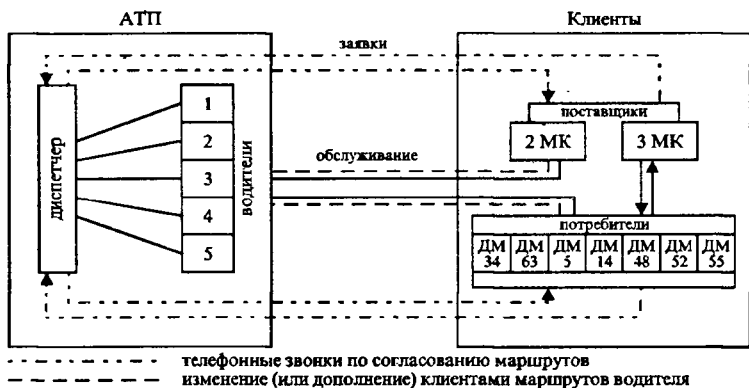 АТП
Клиенты
заявки
диспетчер
1
2
3
4
5
водители
обслуживание
поставщики
2 МК
3 МК
потребители
ДМ 34
ДМ 63
ДМ 5
ДМ 14
ДМ 48
ДМ 52
ДМ 55
телефонные звонки по согласованию маршрутов
изменение (или дополнение) клиентами маршрутов водителя